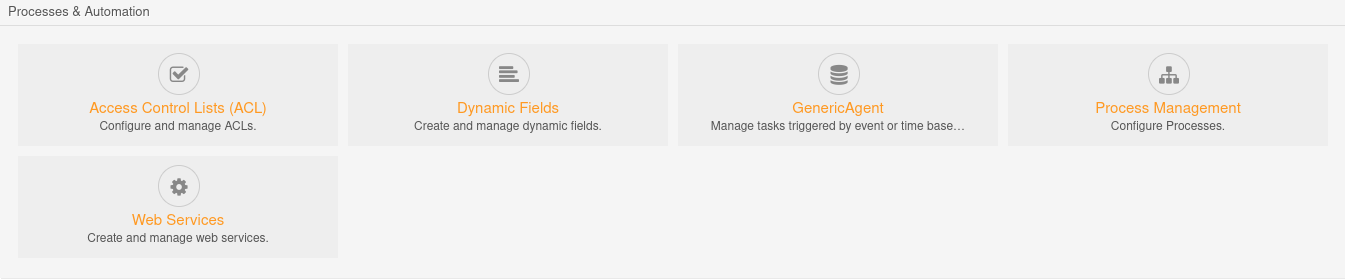 Processes & Automation
Access Control Lists (ACL)
Configure and manage ACLs.
Dynamic Fields
Create and manage dynamic fields.
GenericAgent
Manage tasks triggered by event or time base…
Process Management
Configure Processes.
Web Services
Create and manage web services.